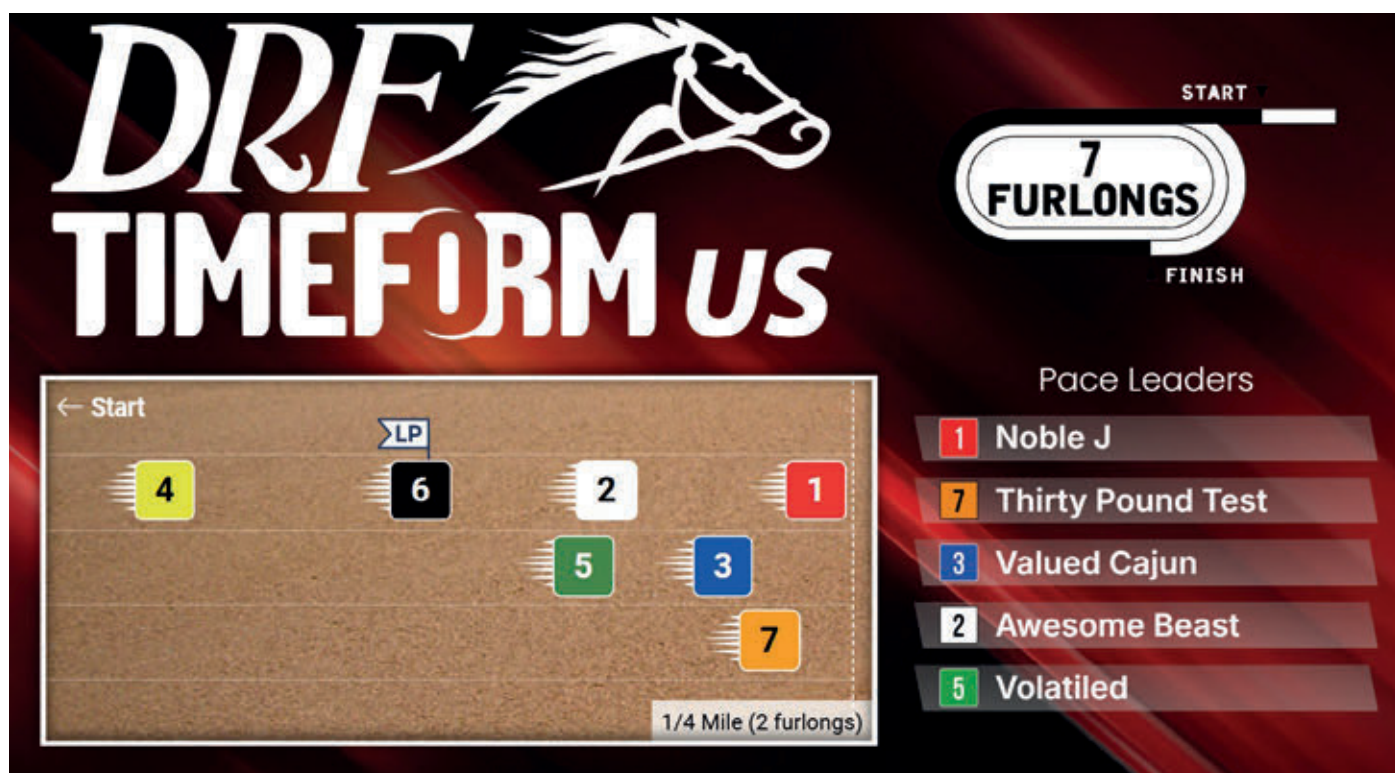 DRF
TIMEFORM US
START
7
FURLONGS
FINISH
← Start
LP
4
6
2
1
5
3
7
1/4 Mile (2 furlongs)
Pace Leaders
1 Noble J
7 Thirty Pound Test
3 Valued Cajun
2 Awesome Beast
5 Volatiled